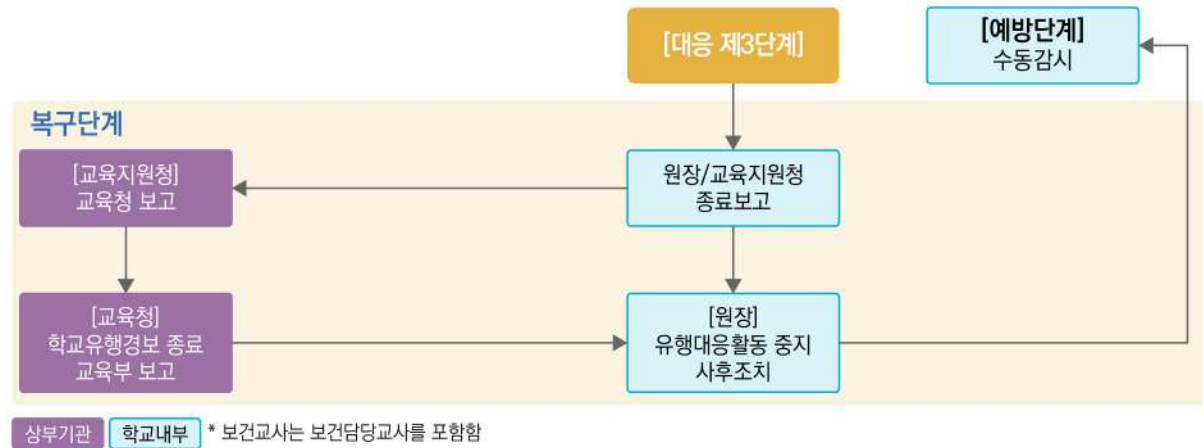 [대응 제3단계]
[예방단계]
수동감시
복구단계
[교육지원청]
교육청 보고
원장/교육지원청
종료보고
[교육청]
학교유행경보 종료
교육부 보고
[원장]
유행대응활동 중지
사후조치
상부기관
학교내부
* 보건교사는 보건담당교사를 포함함